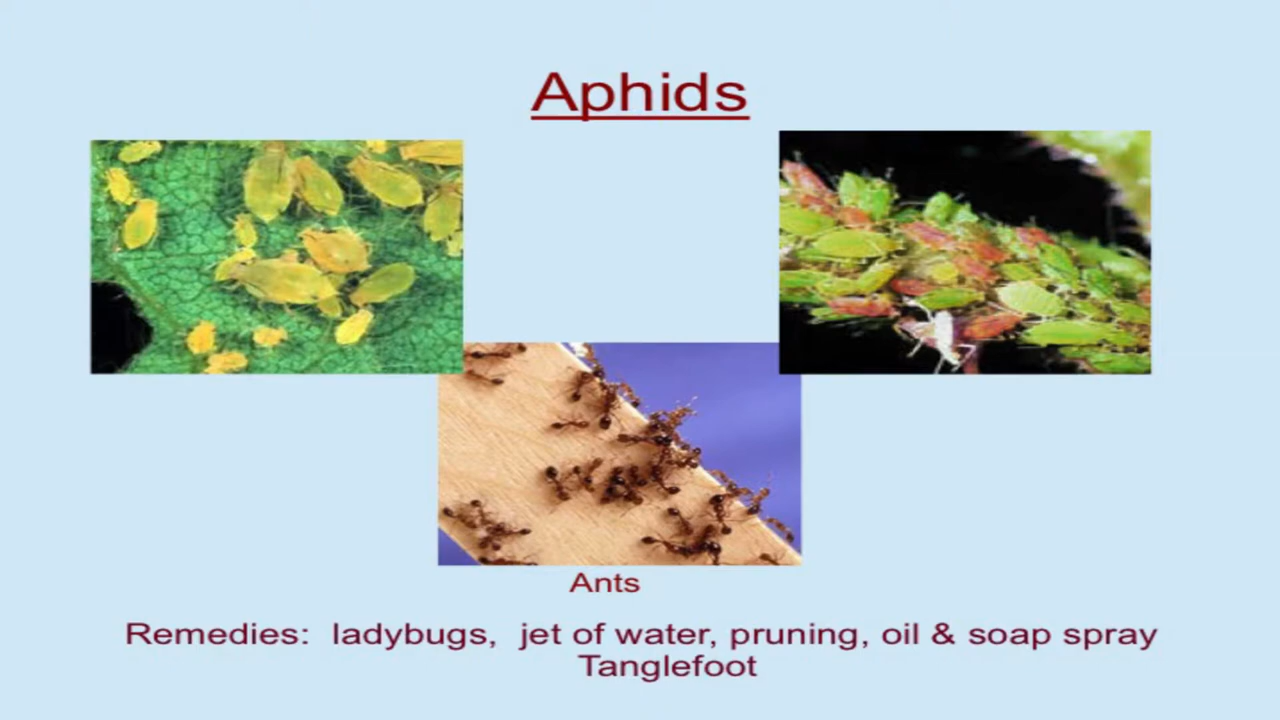 Aphids
Ants
Remedies:  ladybugs,  jet of water, pruning, oil & soap spray
Tanglefoot